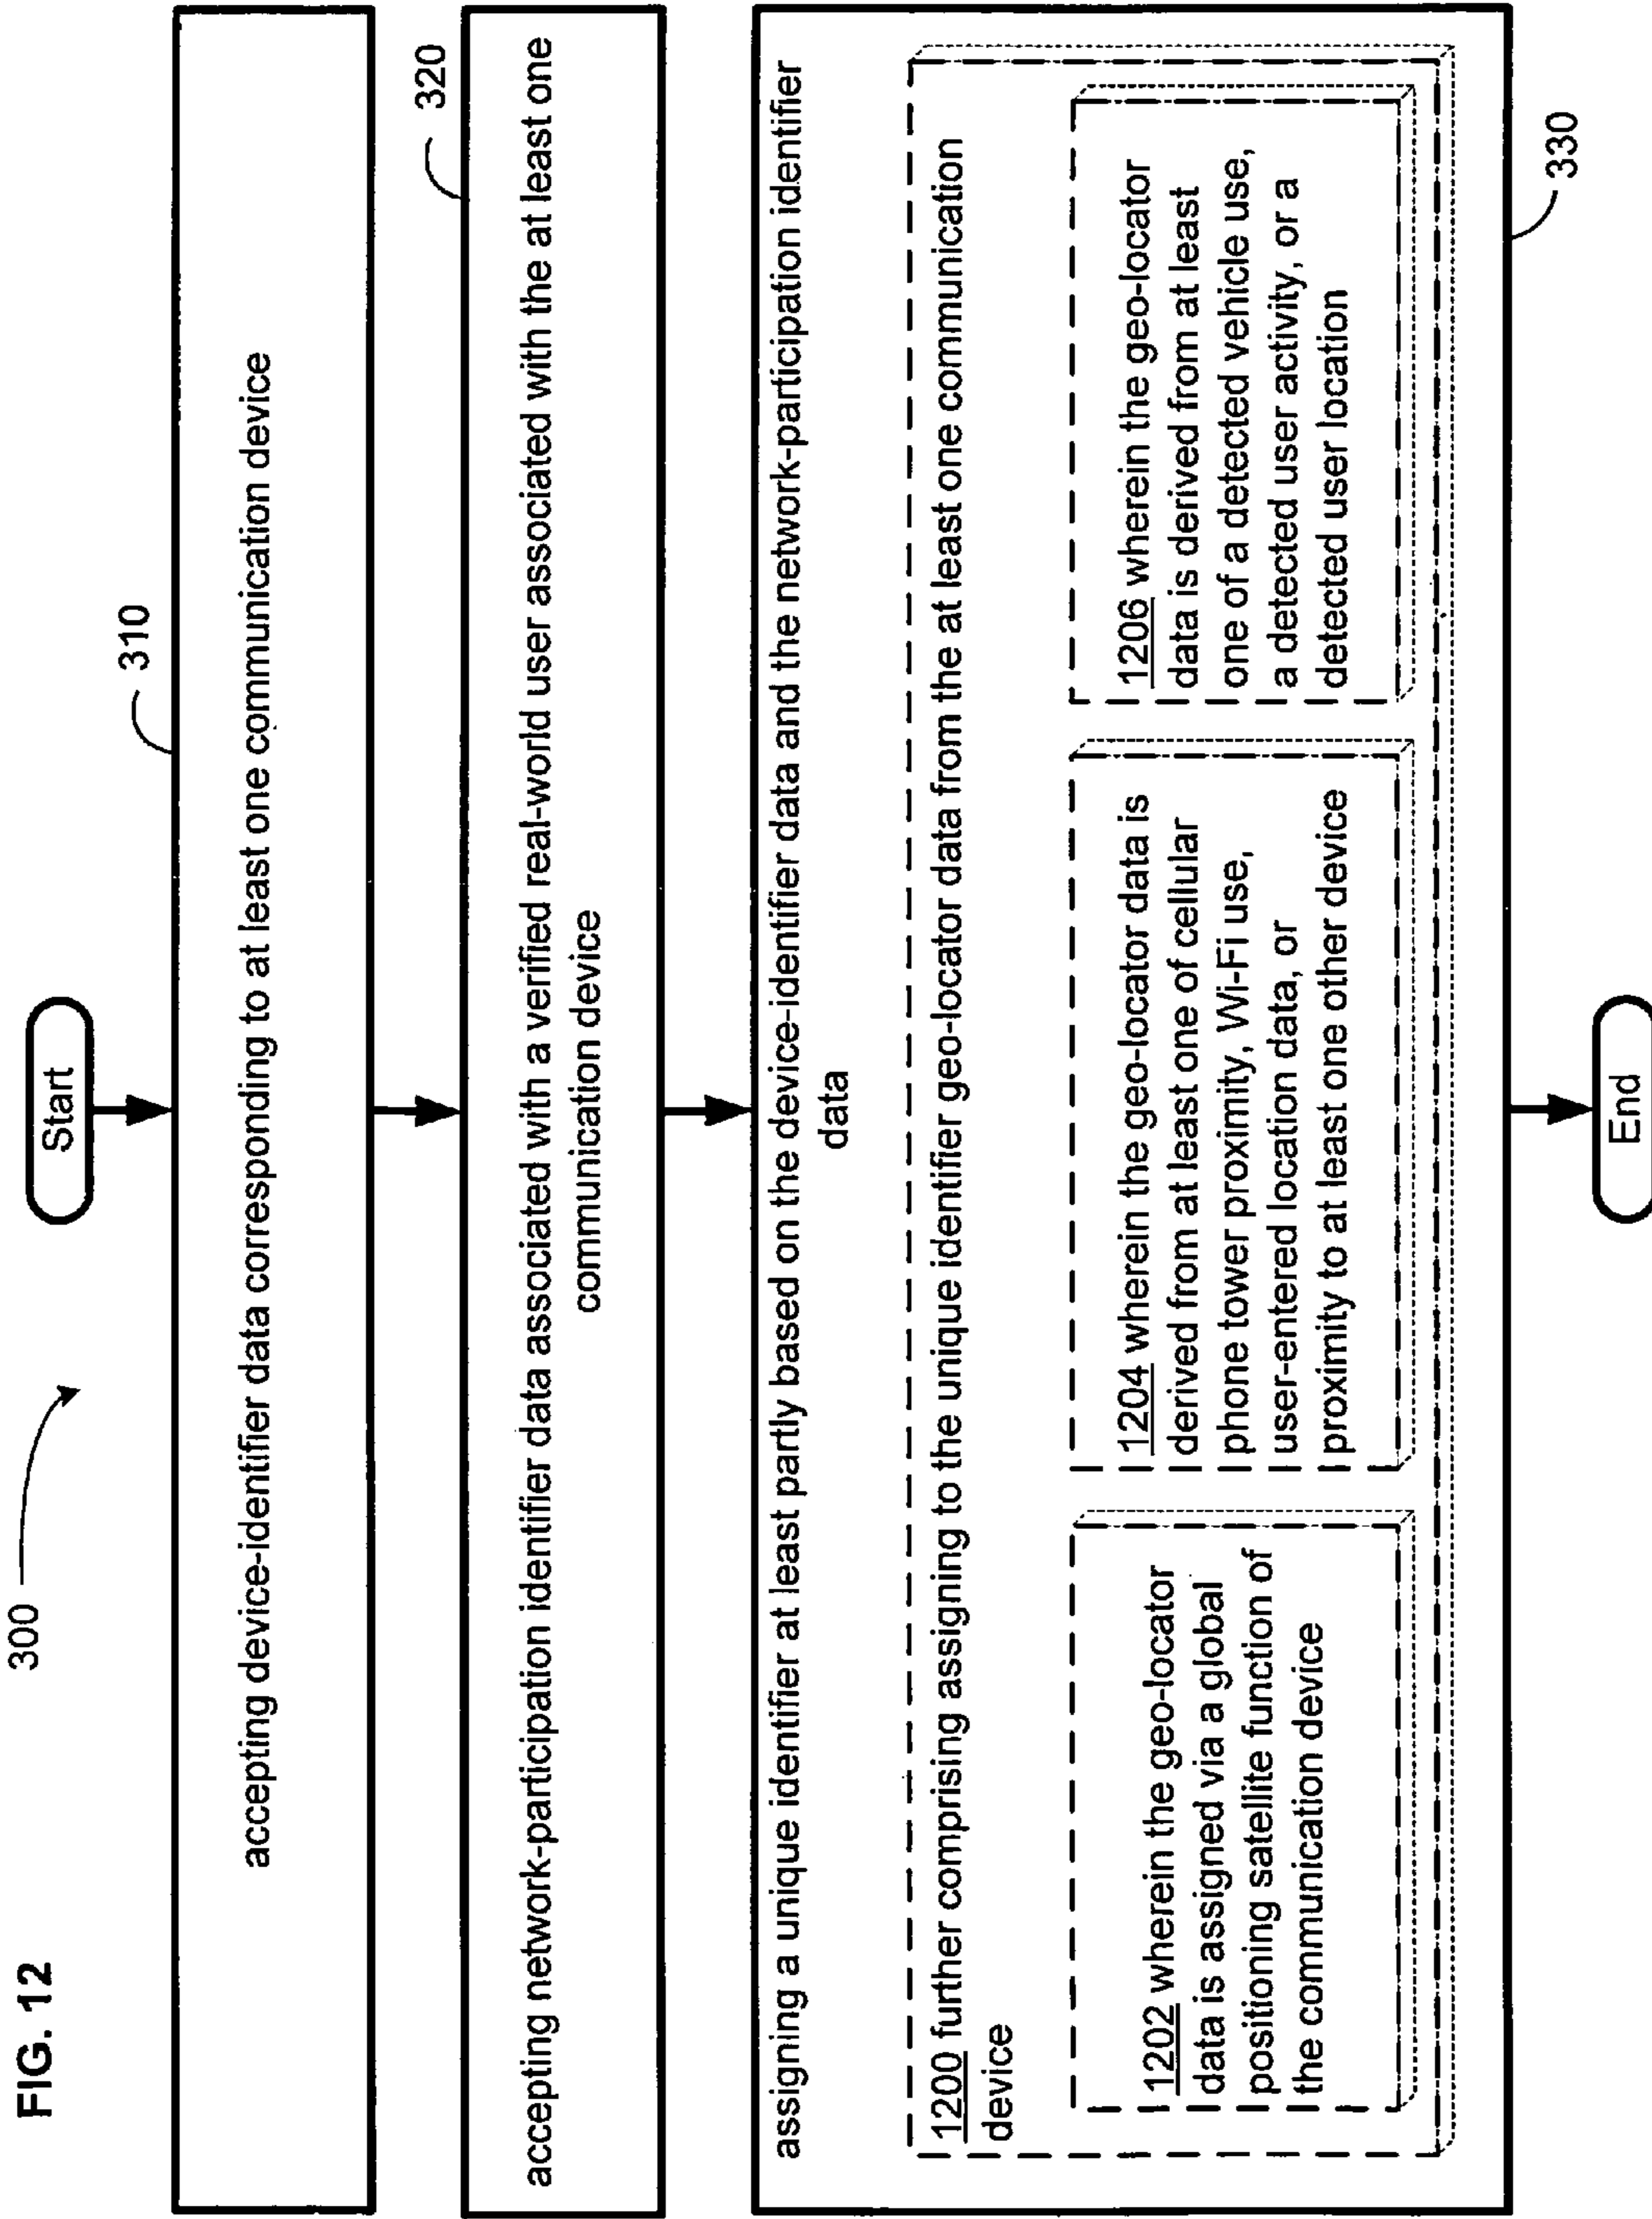 FIG. 12
300
Start
310
accepting device-identifier data corresponding to at least one communication device
320
accepting network-participation identifier data associated with a verified real-world user associated with the at least one
communication device
assigning a unique identifier at least partly based on the device-identifier data and the network-participation identifier
data
1200 further comprising assigning to the unique identifier geo-locator data from the at least one communication
device
1202 wherein the geo-locator
data is assigned via a global
positioning satellite function of
the communication device
1204 wherein the geo-locator data is
derived from at least one of cellular
phone tower proximity, Wi-Fi use,
user-entered location data, or
proximity to at least one other device
1206 wherein the geo-locator
data is derived from at least
one of a detected vehicle use,
a detected user activity, or a
detected user location
330
End